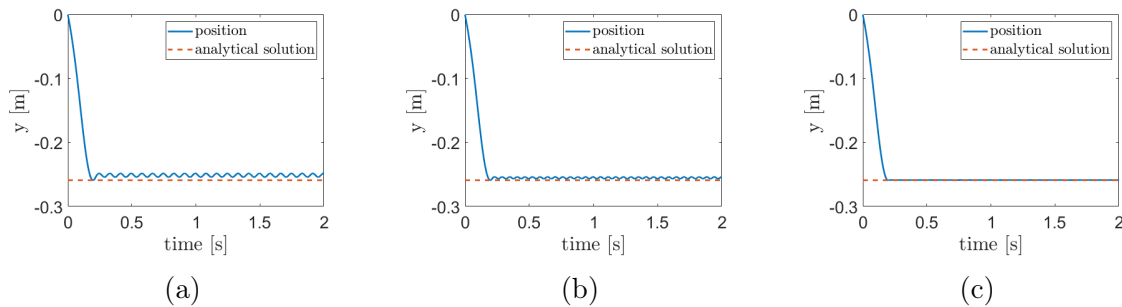 0
-0.1
-0.2
-0.3
y [m]
0 0.5 1 1.5 2
time [s]
position
analytical solution
(a)
0
-0.1
-0.2
-0.3
y [m]
0 0.5 1 1.5 2
time [s]
position
analytical solution
(b)
0
-0.1
-0.2
-0.3
y [m]
0 0.5 1 1.5 2
time [s]
position
analytical solution
(c)